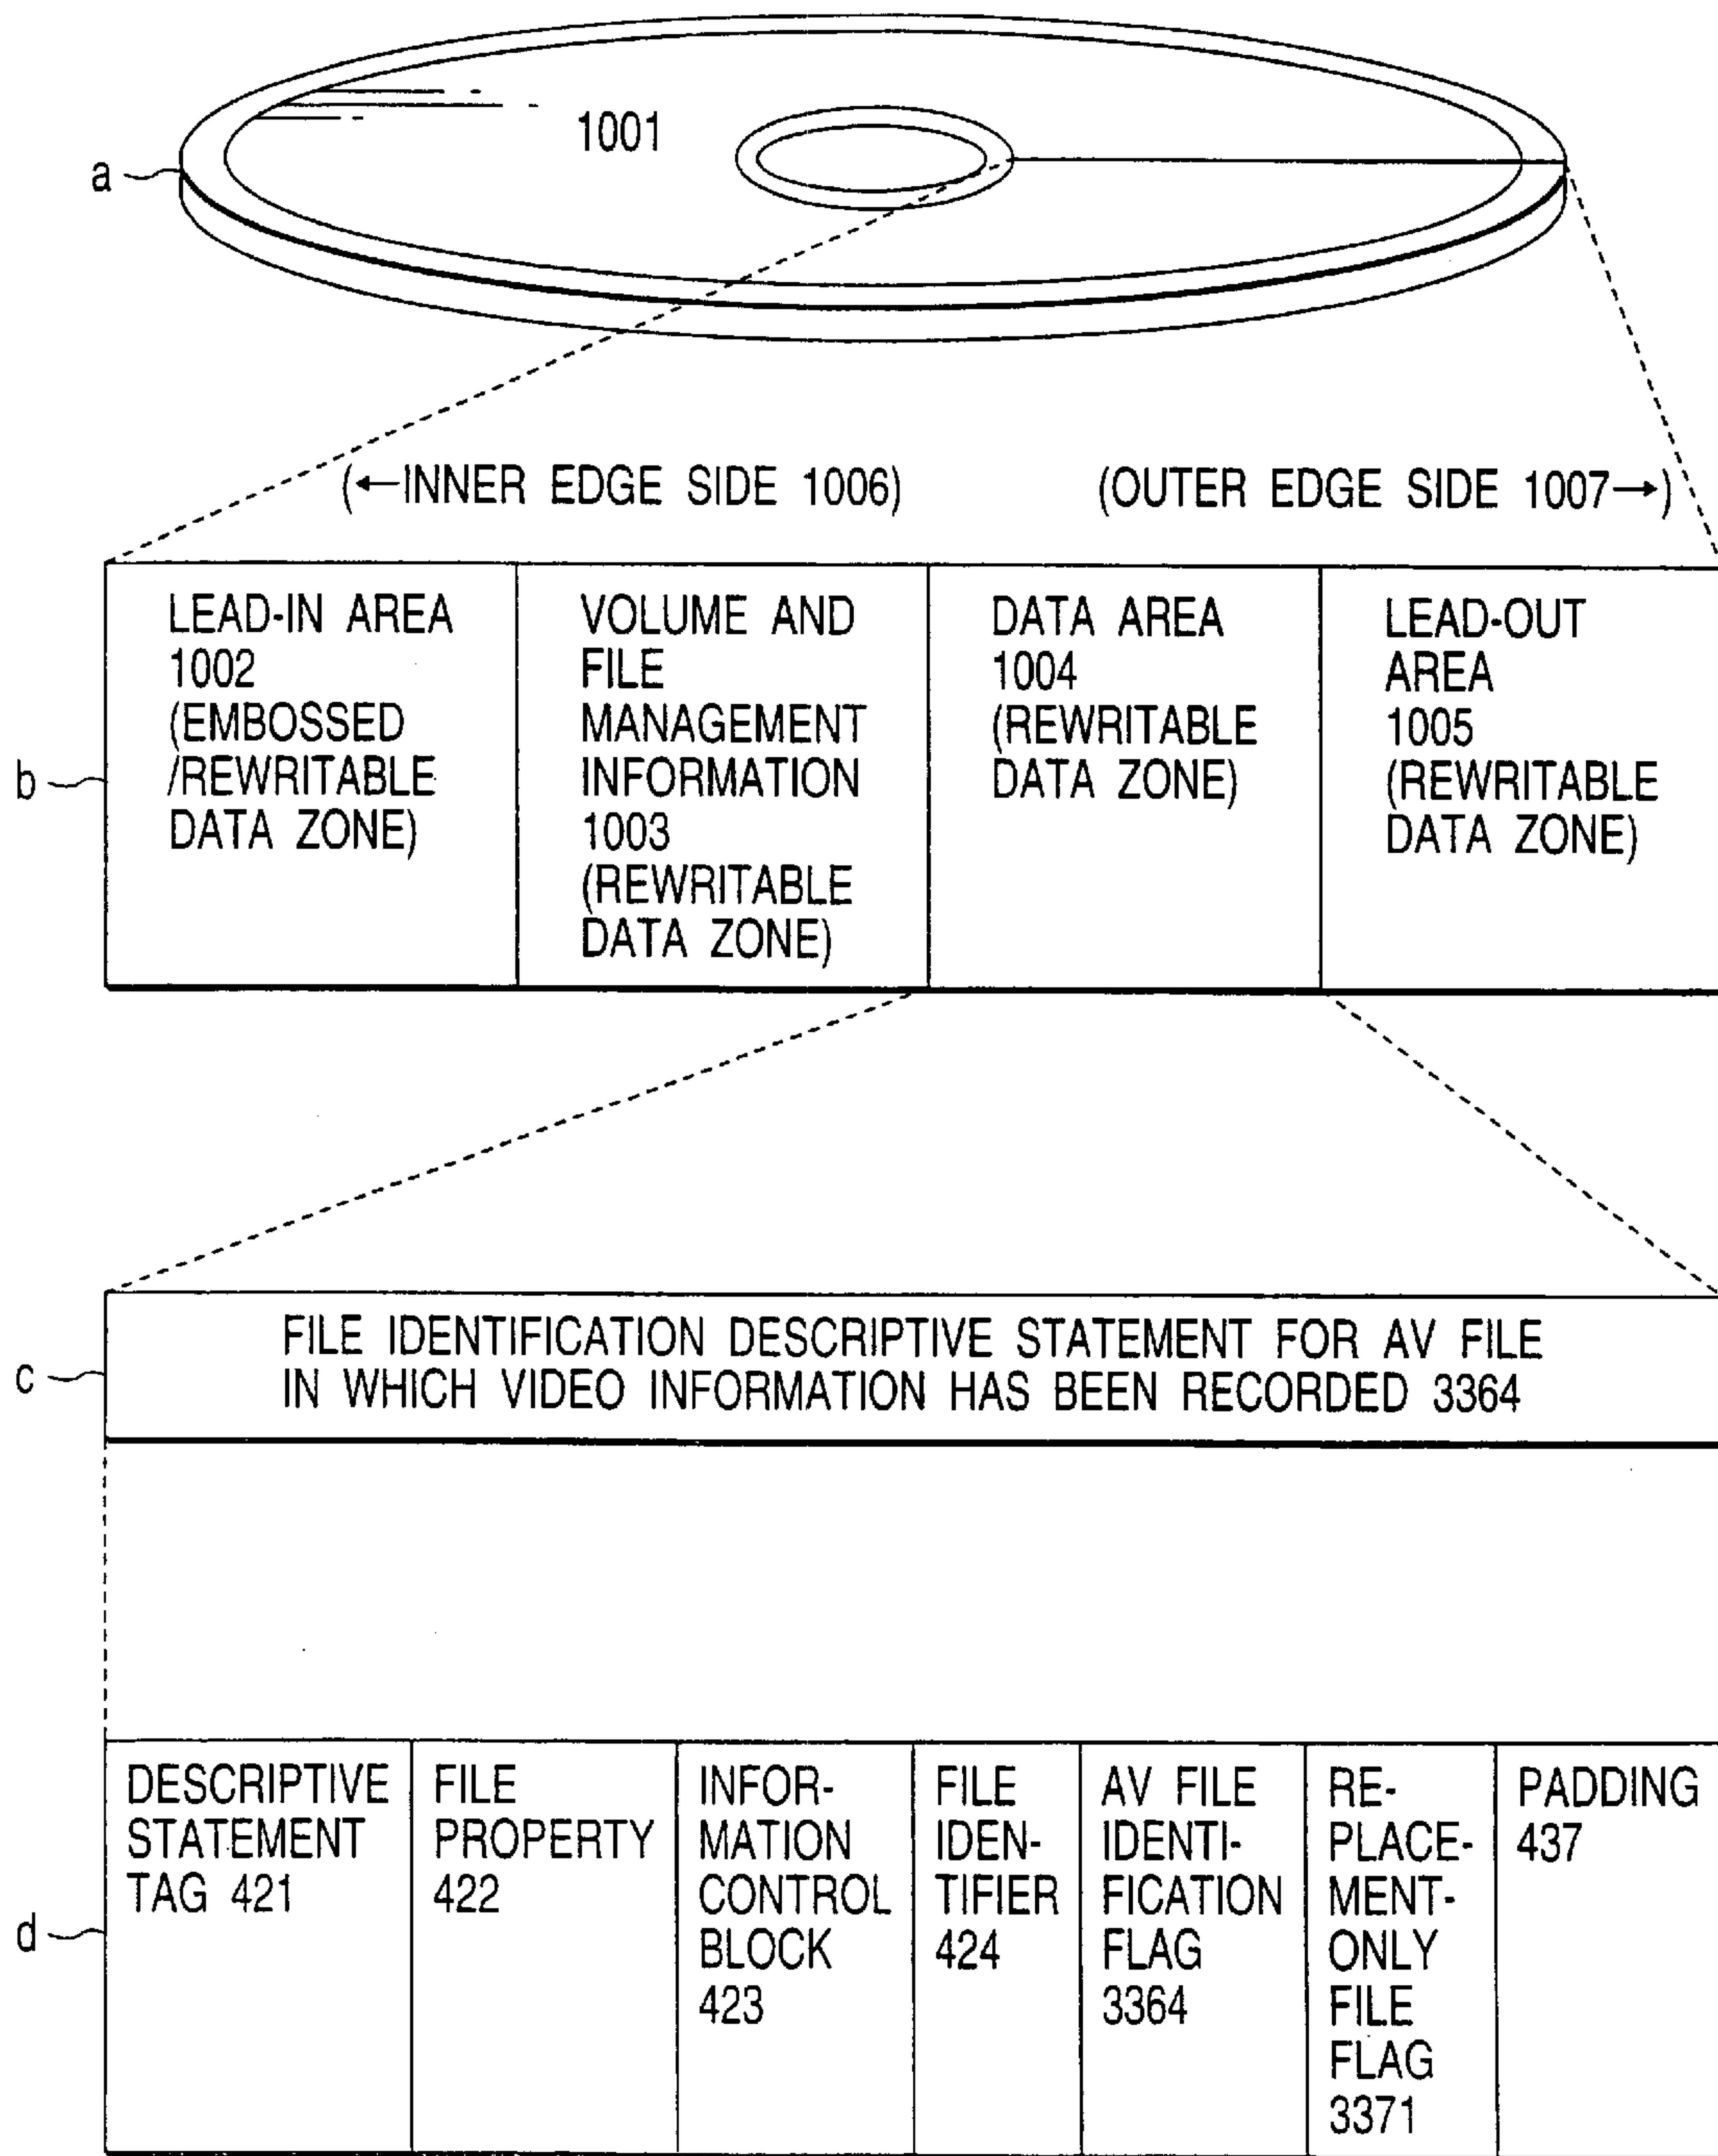 1001
a
(←INNER EDGE SIDE 1006)
(OUTER EDGE SIDE 1007→)
b
LEAD-IN AREA
1002
(EMBOSSED
/REWRITABLE
DATA ZONE)
VOLUME AND
FILE
MANAGEMENT
INFORMATION
1003
(REWRITABLE
DATA ZONE)
DATA AREA
1004
(REWRITABLE
DATA ZONE)
LEAD-OUT
AREA
1005
(REWRITABLE
DATA ZONE)
c
FILE IDENTIFICATION DESCRIPTIVE STATEMENT FOR AV FILE
IN WHICH VIDEO INFORMATION HAS BEEN RECORDED 3364
d
DESCRIPTIVE
STATEMENT
TAG 421
FILE
PROPERTY
422
INFOR-
MATION
CONTROL
BLOCK
423
FILE
IDEN-
TIFIER
424
AV FILE
IDENTI-
FICATION
FLAG
3364
RE-
PLACE-
MENT-
ONLY
FILE
FLAG
3371
PADDING
437